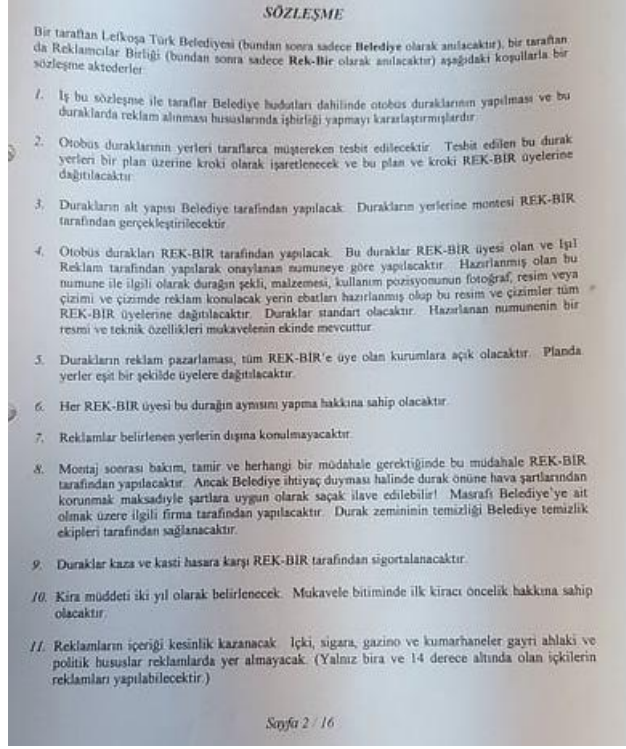 SÖZLEŞME
Bir taraftan Lefkoşa Türk Belediyesi (bundan sonra sadece Belediye olarak anılacaktır), bir taraftan
da Reklamcılar Birliği (bundan sonra sadece Rek-Bir olarak anılacaktır) aşağıdaki koşullarla bir
sözleşme aktederler
1. İş bu sözleşme ile taraflar Belediye hudutları dahilinde otobüs duraklarının yapılması ve bu
duraklarda reklam alınması hususlarında işbirliği yapmayı kararlaştırmışlardır.
2. Otobüs duraklarının yerleri taraflarca müştereken tesbit edilecektir. Tesbit edilen bu durak
yerleri bir plan üzerine kroki olarak işaretlenecek ve bu plan ve kroki REK-BİR üyelerine
dağıtılacaktır.
3. Durakların alt yapısı Belediye tarafından yapılacak. Durakların yerlerine montesi REK-BİR
tarafından gerçekleştirilecektir.
4. Otobüs durakları REK-BİR tarafından yapılacak. Bu duraklar REK-BİR üyesi olan ve Işıl
Reklam tarafından yapılarak onaylanan numuneye göre yapılacaktır. Hazırlanmış olan bu
numune ile ilgili olarak durağın şekli, malzemesi, kullanım pozisyonunun fotoğraf, resim veya
çizimi ve çizimde reklam konulacak yerin ebatları hazırlanmış olup bu resim ve çizimler tüm
REK-BİR üyelerine dağıtılacaktır. Duraklar standart olacaktır. Hazırlanan numunenin bir
resmi ve teknik özellikleri mukavelenin ekinde mevcuttur.
5. Durakların reklam pazarlaması, tüm REK-BİR'e üye olan kurumlara açık olacaktır. Planda
yerler eşit bir şekilde üyelere dağıtılacaktır.
6. Her REK-BİR üyesi bu durağın aynısını yapma hakkına sahip olacaktır.
7. Reklamlar belirlenen yerlerin dışına konulmayacaktır.
8. Montaj sonrası bakım, tamir ve herhangi bir müdahale gerektiğinde bu müdahale REK-BİR
tarafından yapılacaktır. Ancak Belediye ihtiyaç duyması halinde durak önüne hava şartlarından
korunmak maksadıyle şartlara uygun olarak saçak ilave edilebilir! Masrafı Belediye'ye ait
olmak üzere ilgili firma tarafından yapılacaktır. Durak zemininin temizliği Belediye temizlik
ekipleri tarafından sağlanacaktır.
9. Duraklar kaza ve kasti hasara karşı REK-BİR tarafından sigortalanacaktır.
10. Kira müddeti iki yıl olarak belirlenecek. Mukavele bitiminde ilk kiracı öncelik hakkına sahip
olacaktır.
11. Reklamların içeriği kesinlik kazanacak. İçki, sigara, gazino ve kumarhaneler gayri ahlaki ve
politik hususlar reklamlarda yer almayacak. (Yalnız bira ve 14 derece altında olan içkilerin
reklamları yapılabilecektir.)
Sayfa 2 / 16